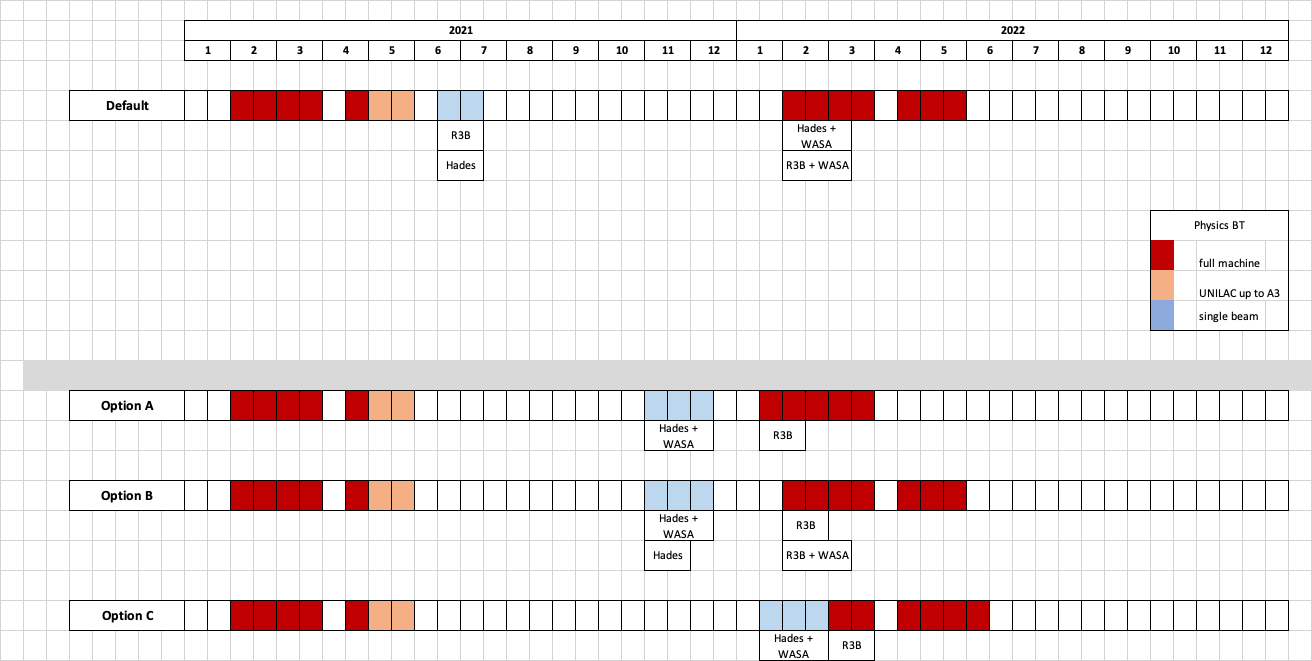 2021
2022
1 2 3 4 5 6 7 8 9 10 11 12 1 2 3 4 5 6 7 8 9 10 11 12
Default
R3B
Hades +
WASA
Hades
R3B + WASA
Physics BT
full machine
UNILAC up to A3
single beam
Option A
Hades +
WASA
R3B
Option B
Hades +
WASA
R3B
Hades
R3B + WASA
Option C
Hades +
WASA
R3B